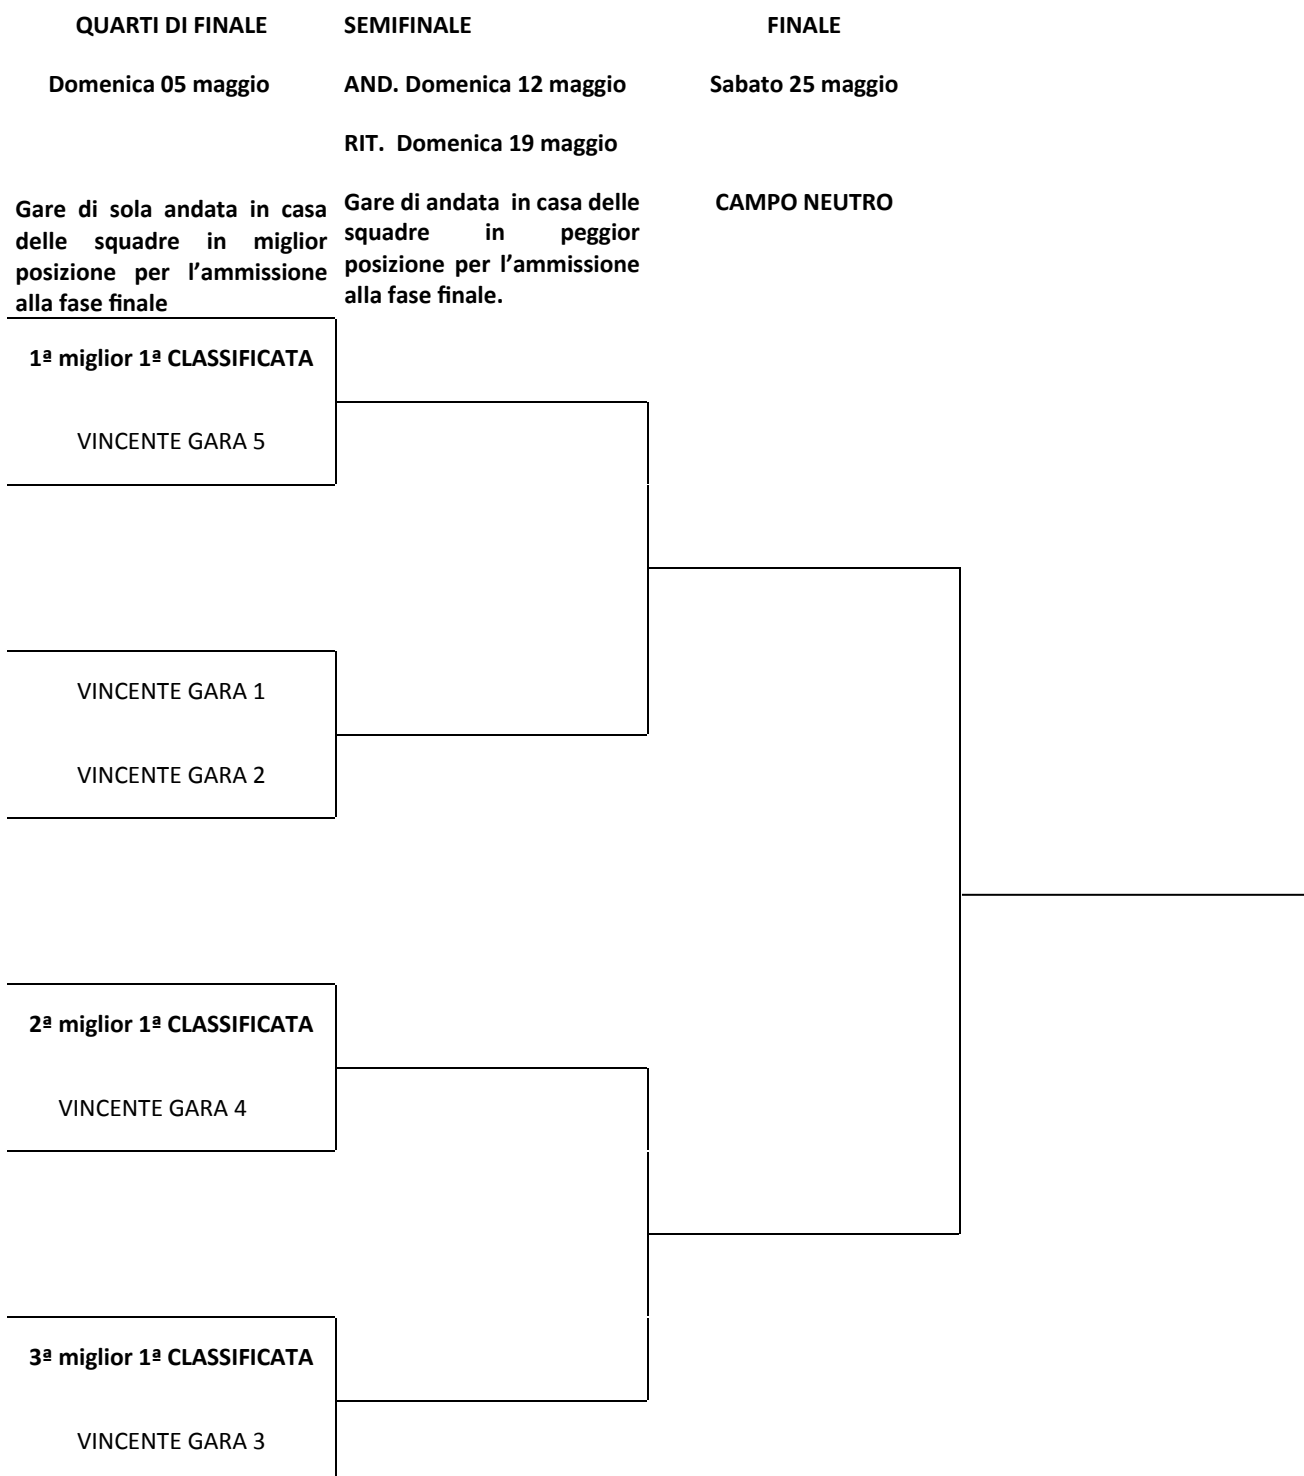 QUARTI DI FINALE
Domenica 05 maggio
Gare di sola andata in casa
delle squadre in miglior
posizione per l’ammissione
alla fase finale
SEMIFINALE
AND. Domenica 12 maggio
RIT. Domenica 19 maggio
Gare di andata in casa delle
squadre in peggior
posizione per l’ammissione
alla fase finale.
FINALE
Sabato 25 maggio
CAMPO NEUTRO
1ª miglior 1ª CLASSIFICATA
VINCENTE GARA 5
VINCENTE GARA 1
VINCENTE GARA 2
2ª miglior 1ª CLASSIFICATA
VINCENTE GARA 4
3ª miglior 1ª CLASSIFICATA
VINCENTE GARA 3